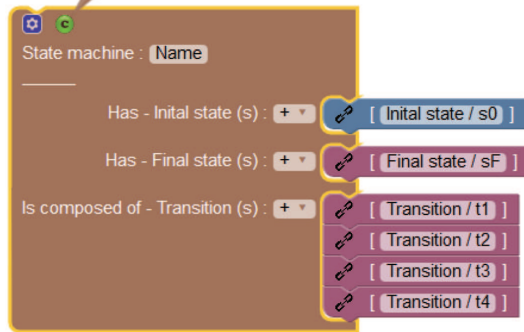 c
State machine : Name
Has - Inital state (s) : + ▾ [ Inital state / s0 ]
Has - Final state (s) : + ▾ [ Final state / sF ]
Is composed of - Transition (s) : + ▾ [ Transition / t1 ]
[ Transition / t2 ]
[ Transition / t3 ]
[ Transition / t4 ]